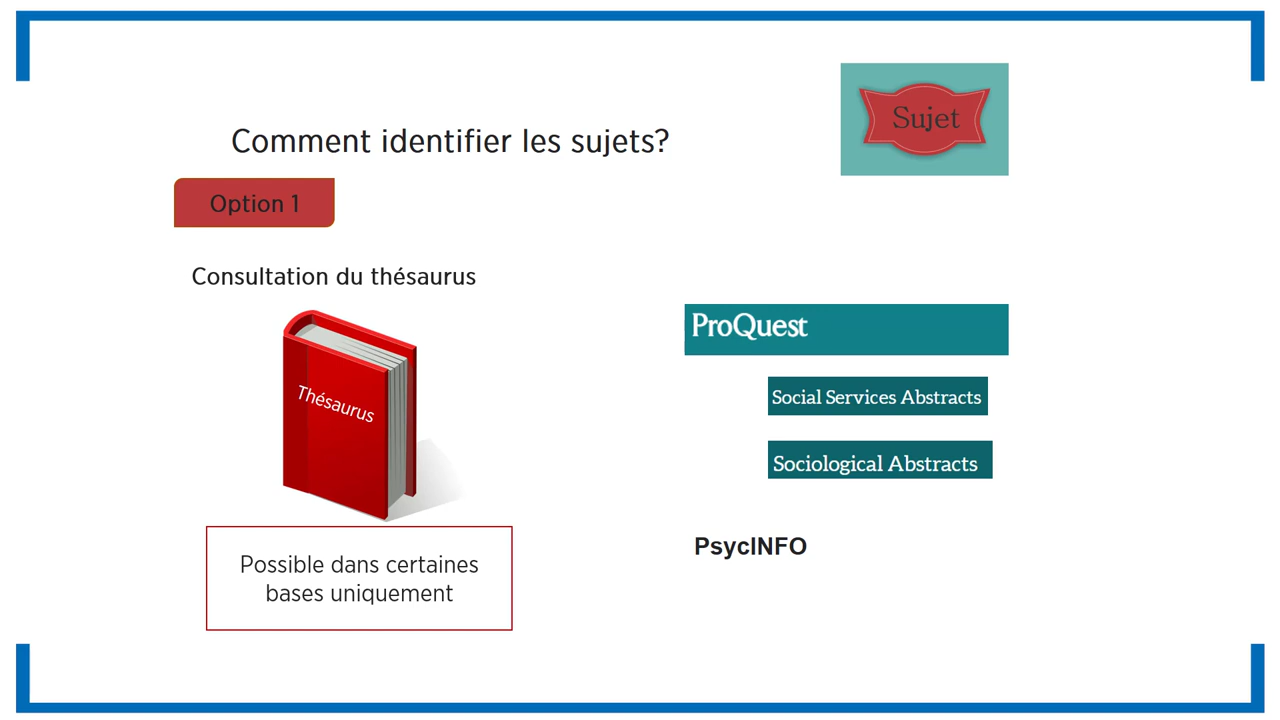 Sujet
Comment identifier les sujets?
Option 1
Consultation du thésaurus
Thésaurus
Possible dans certaines
bases uniquement
ProQuest
Social Services Abstracts
Sociological Abstracts
PsycINFO